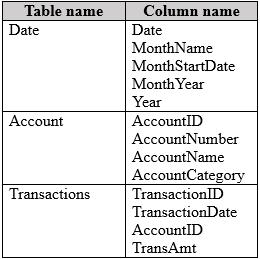 Table name Column name
Date Date
MonthName
MonthStartDate
MonthYear
Year
Account AccountID
AccountNumber
AccountName
AccountCategory
Transactions TransactionID
TransactionDate
AccountID
TransAmt